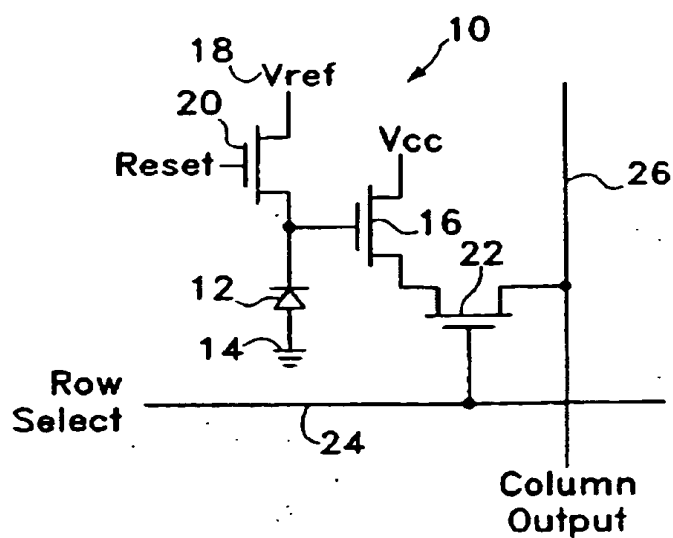 10
18 Vref
20
Reset
Vcc
26
16
22
12
14
Row
Select
24
Column
Output